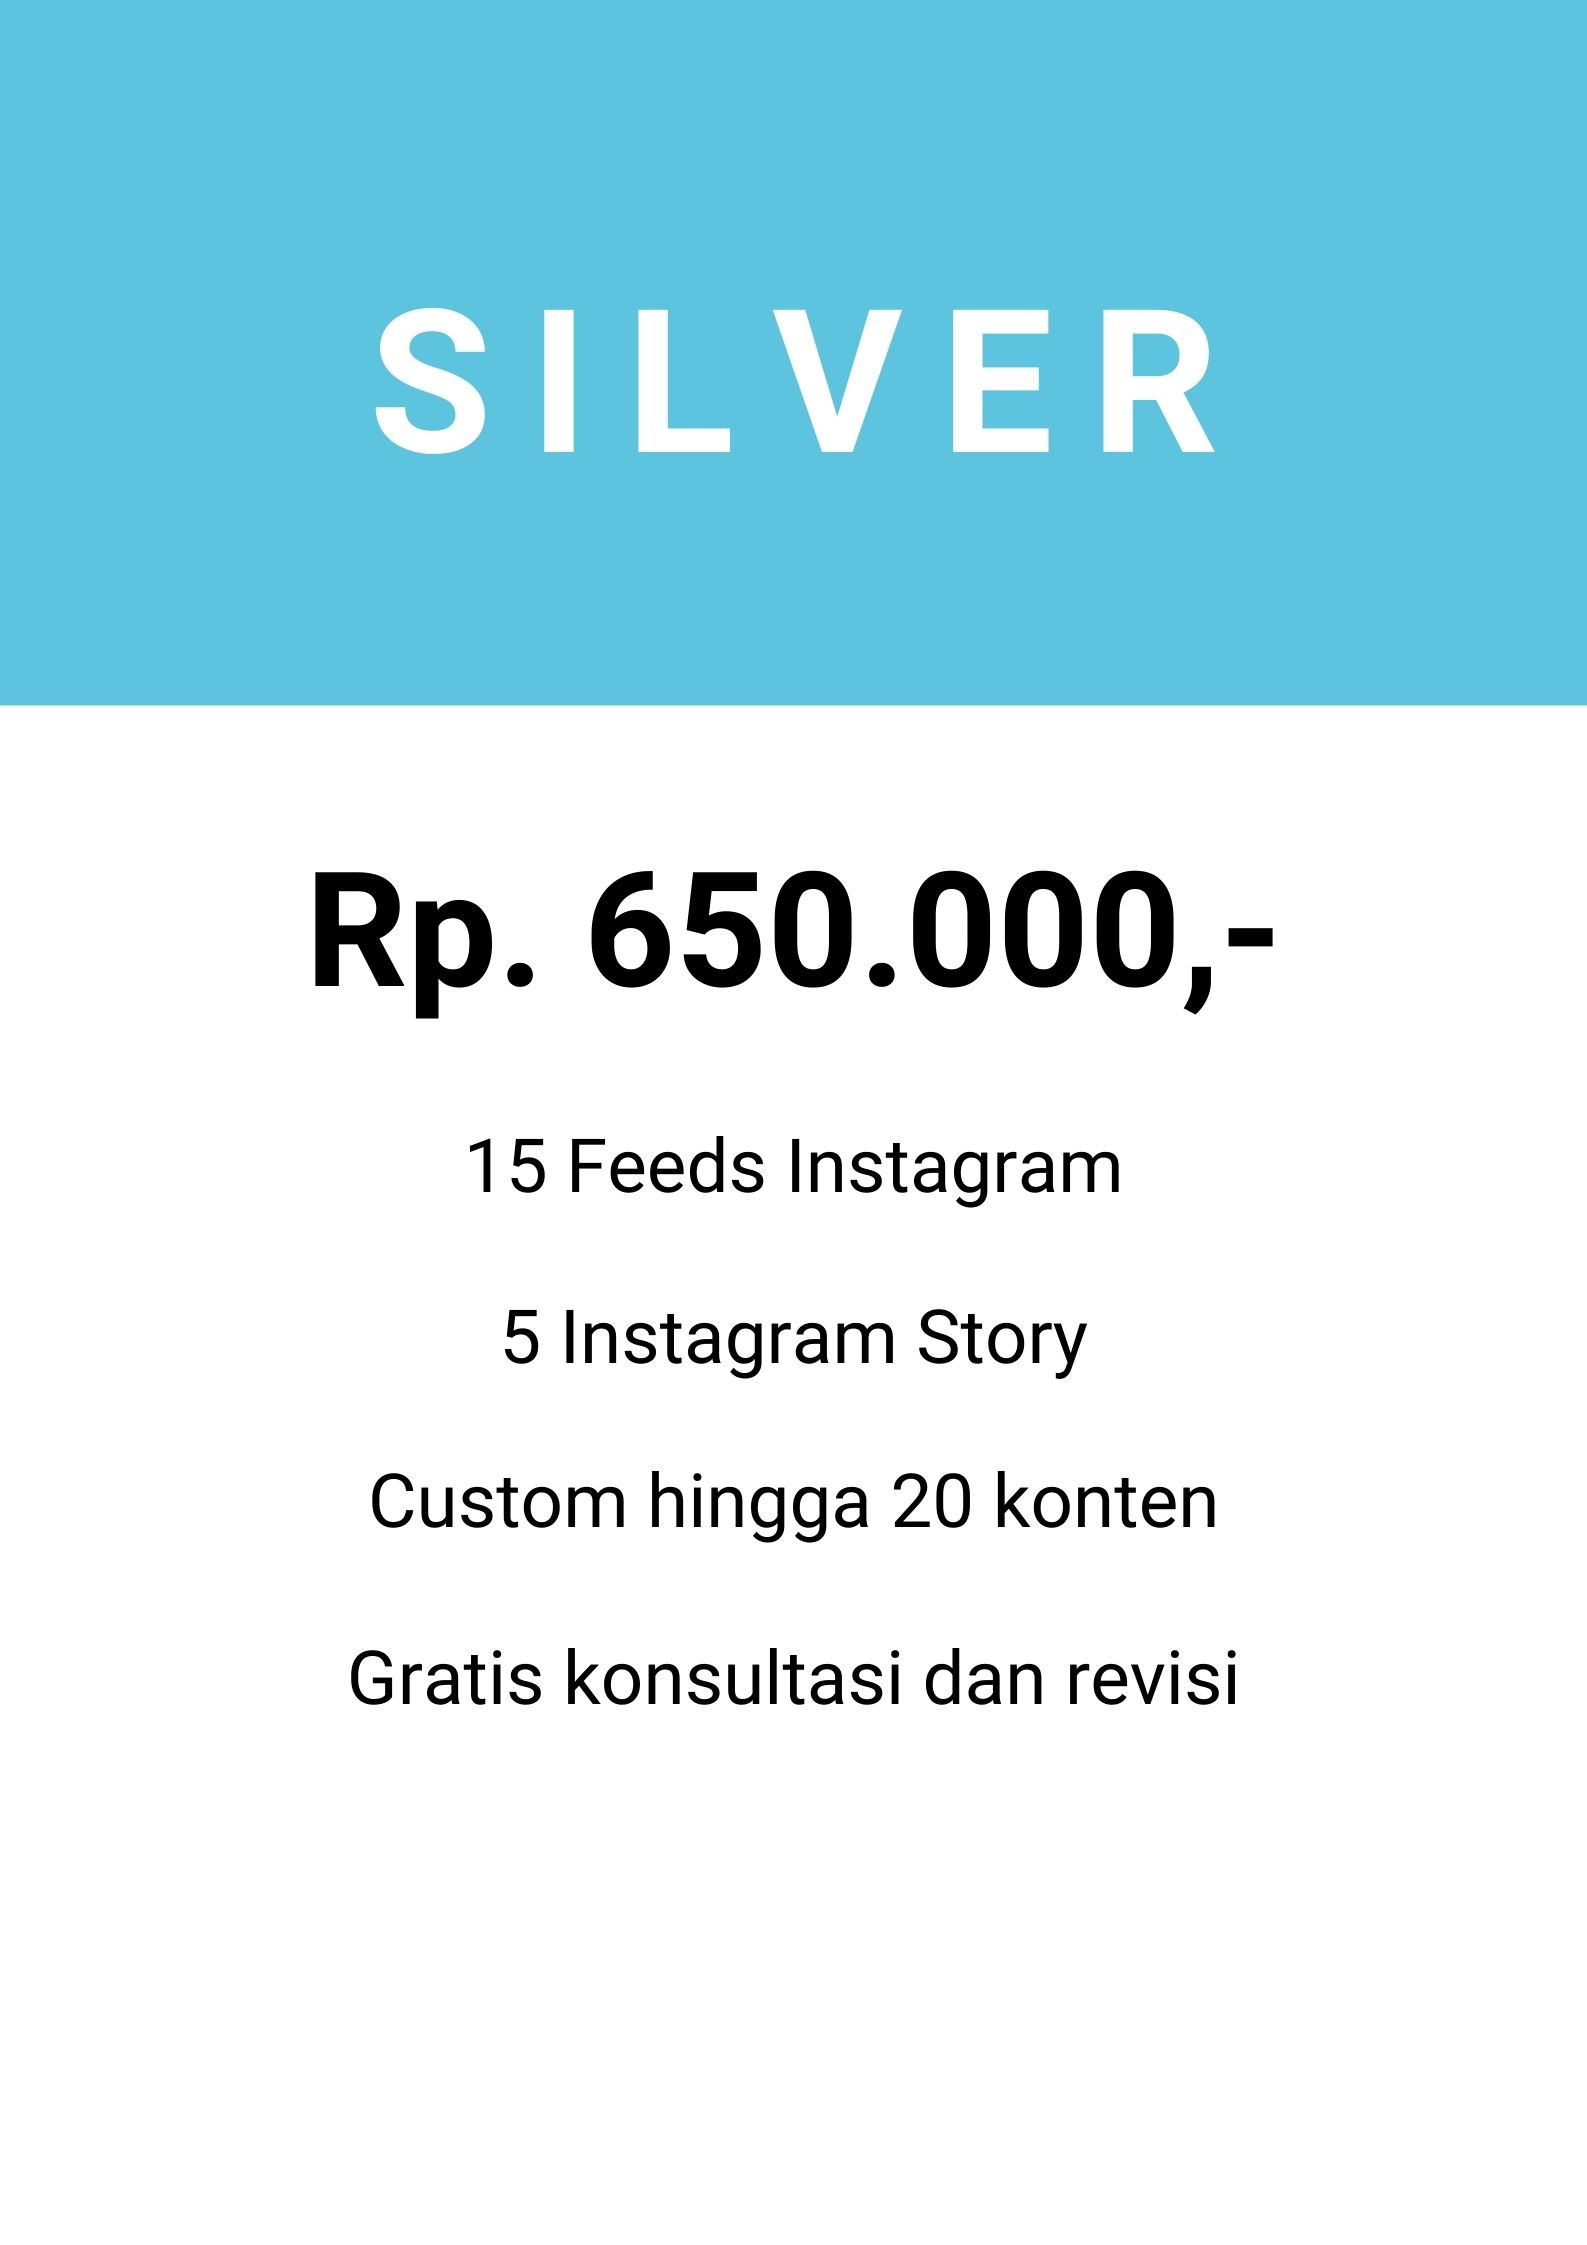 SILVER
Rp. 650.000,-
15 Feeds Instagram
5 Instagram Story
Custom hingga 20 konten
Gratis konsultasi dan revisi